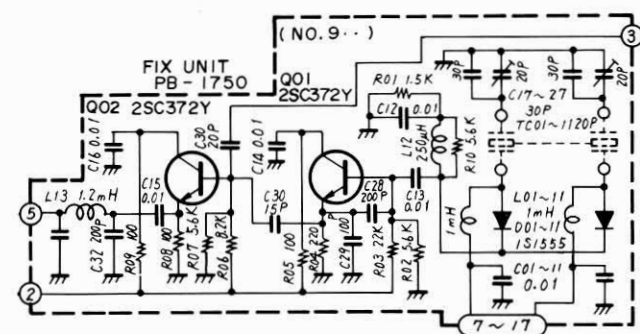 (NO.9··)
3
FIX UNIT
PB-1750
Q01
2SC372Y
Q02 2SC372Y
R01 1.5K
C12 0.01
L12
250μH
R10 5.6K
30P
20P
30P
20P
C17~27
30P
TC01~11 20P
C16 0.01
C30
20P
C14 0.01
L13
1.2mH
C15
0.01
C30
15P
C28
200P
C13
0.01
5
C32 200P
R09 100
R08 100
R07 5.6K
R06 8.2K
R05 100
R04 220
C29 100
R03 22K
R02 5.6K
1mH
L01~11
1mH
D01~11
1S1555
C01~11
0.01
2
7~17